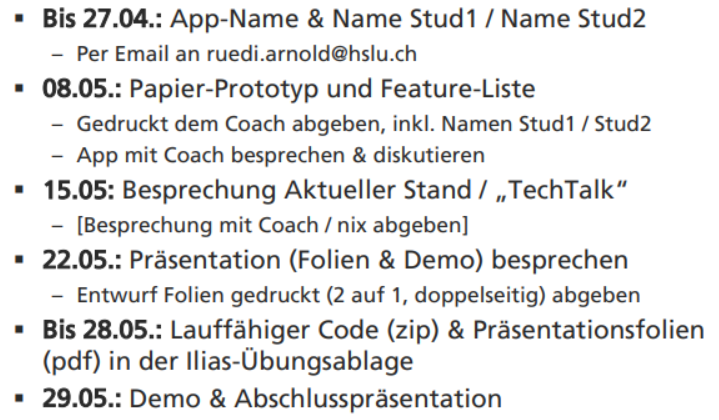 ▪ Bis 27.04.: App-Name & Name Stud1 / Name Stud2
– Per Email an ruedi.arnold@hslu.ch
▪ 08.05.: Papier-Prototyp und Feature-Liste
– Gedruckt dem Coach abgeben, inkl. Namen Stud1 / Stud2
– App mit Coach besprechen & diskutieren
▪ 15.05: Besprechung Aktueller Stand / „TechTalk“
– [Besprechung mit Coach / nix abgeben]
▪ 22.05.: Präsentation (Folien & Demo) besprechen
– Entwurf Folien gedruckt (2 auf 1, doppelseitig) abgeben
▪ Bis 28.05.: Lauffähiger Code (zip) & Präsentationsfolien
(pdf) in der Ilias-Übungsablage
▪ 29.05.: Demo & Abschlusspräsentation